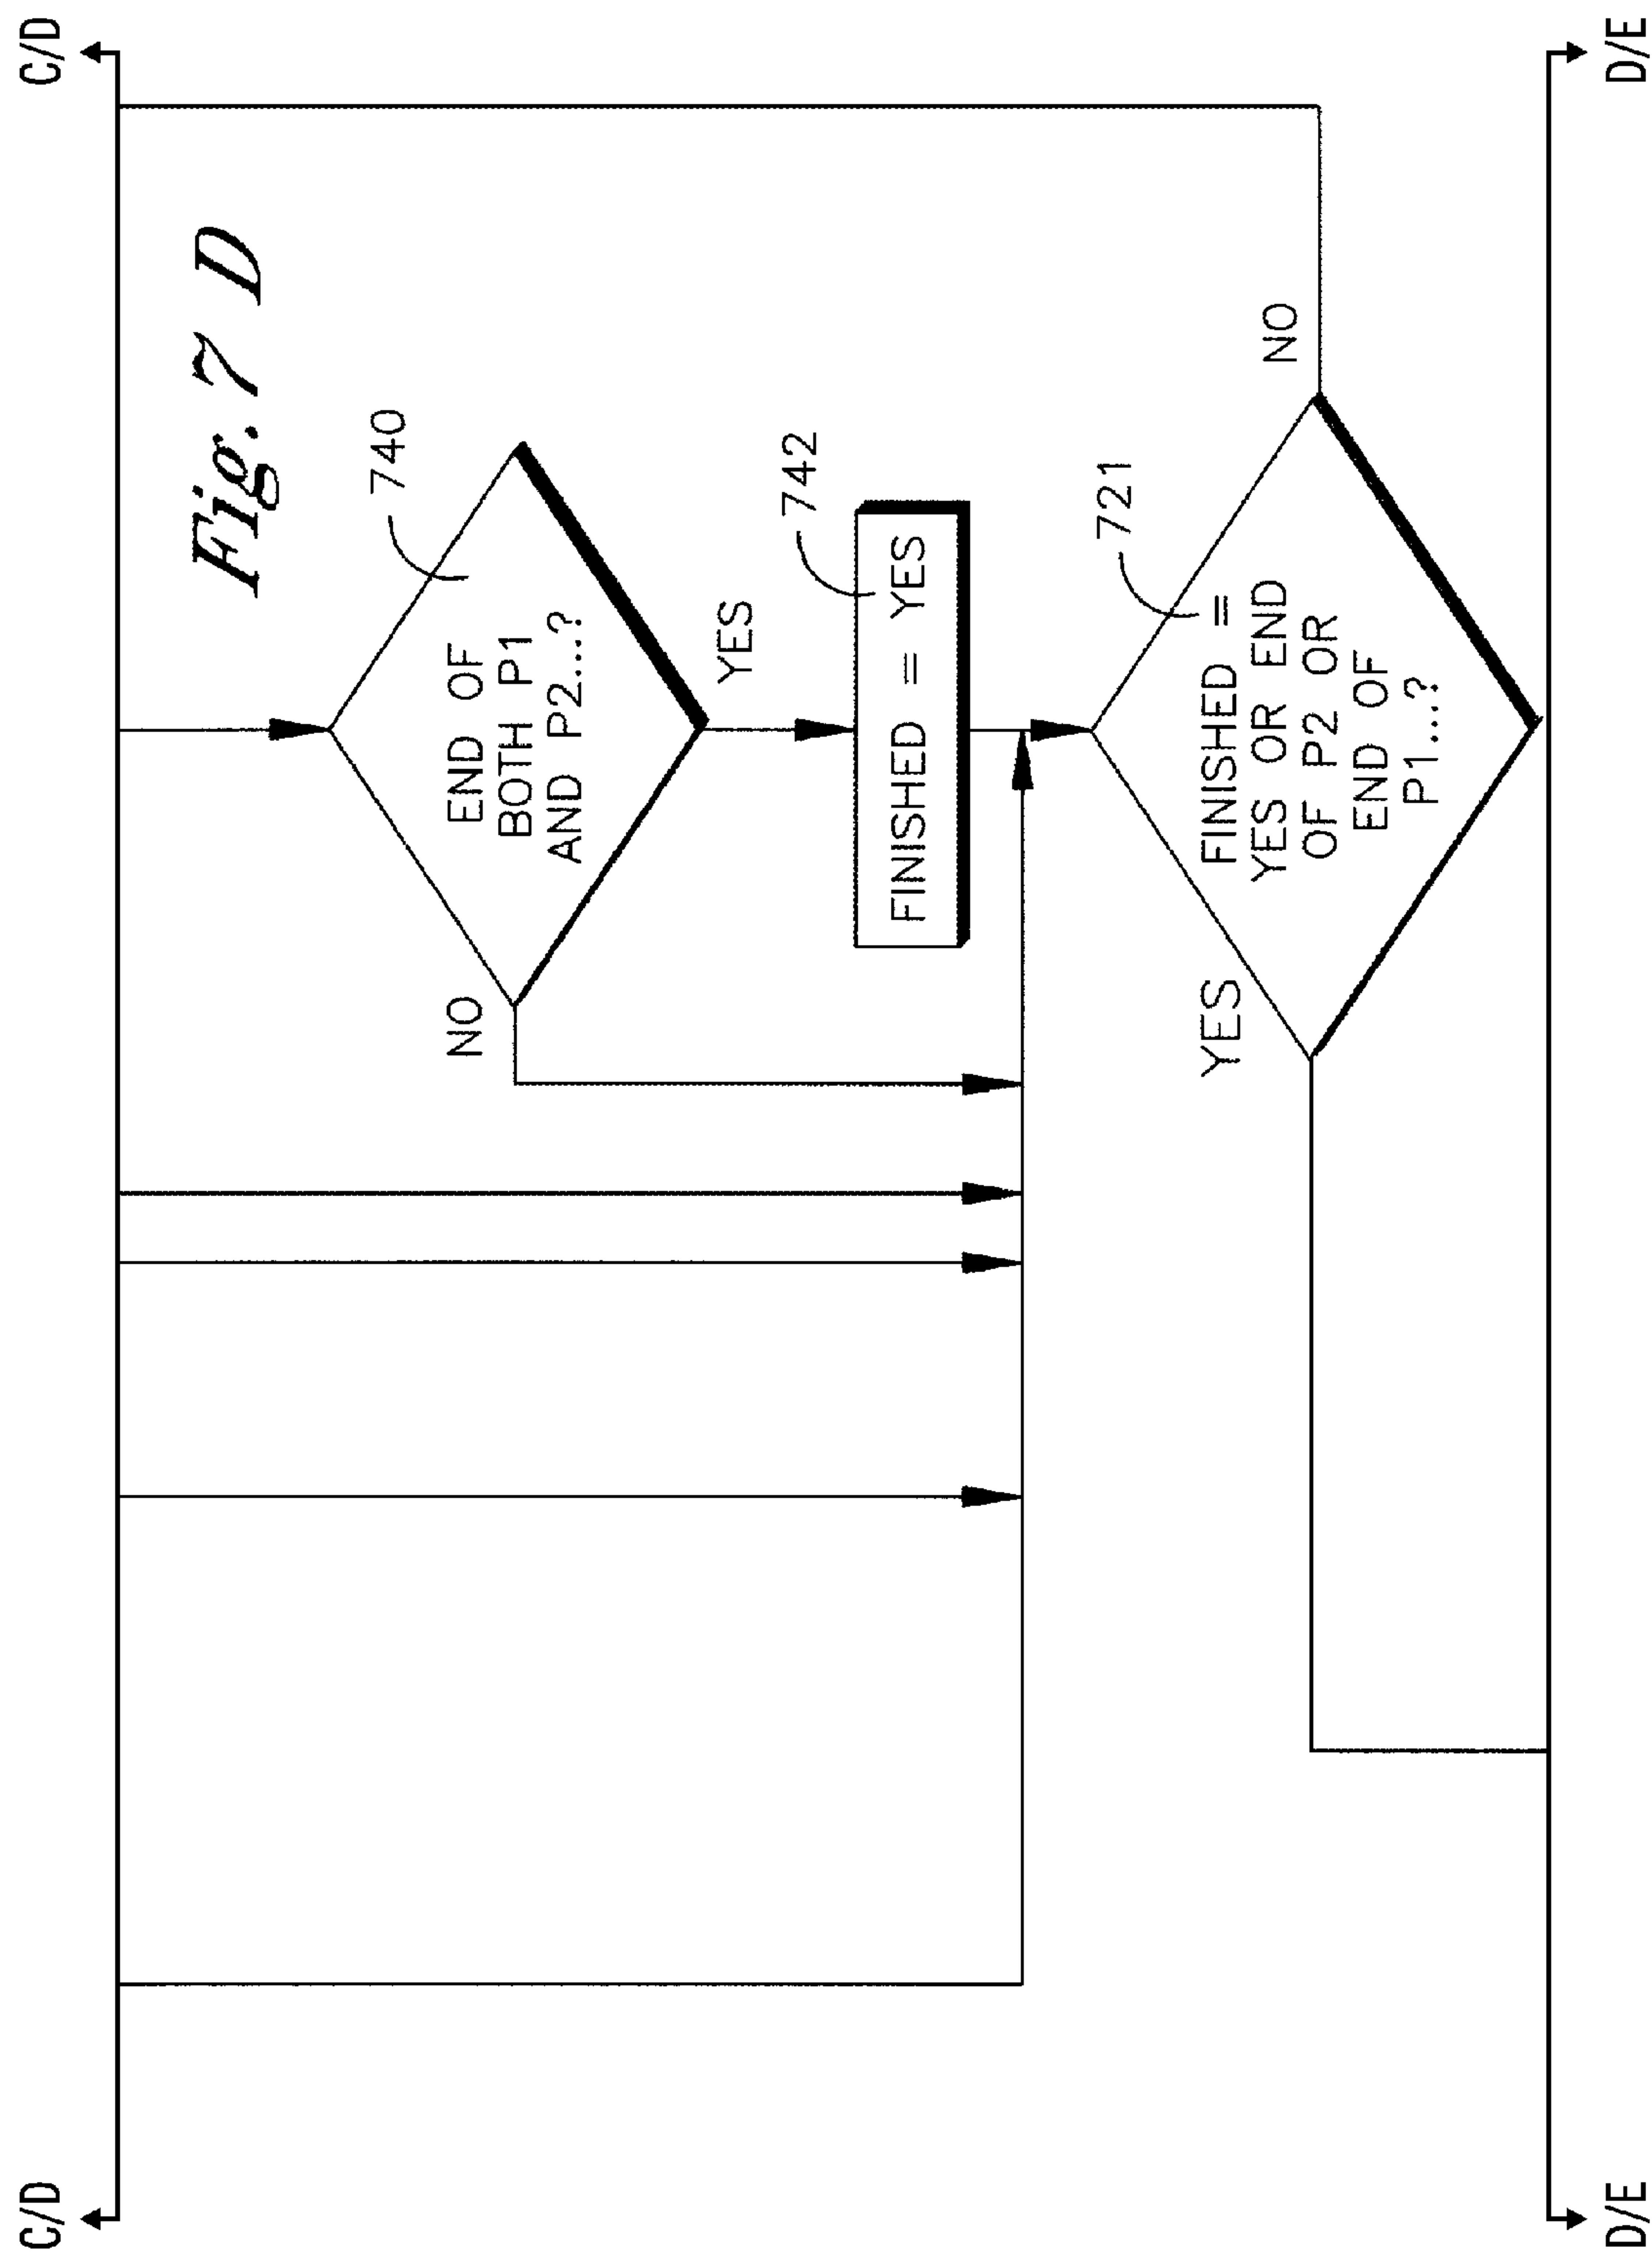 C/D
C/D
Fig. 7 D
740
END OF
BOTH P1
AND P2...?
NO
YES
742
FINISHED = YES
721
FINISHED =
YES OR END
OF P2 OR
END OF
P1...?
YES
NO
D/E
D/E